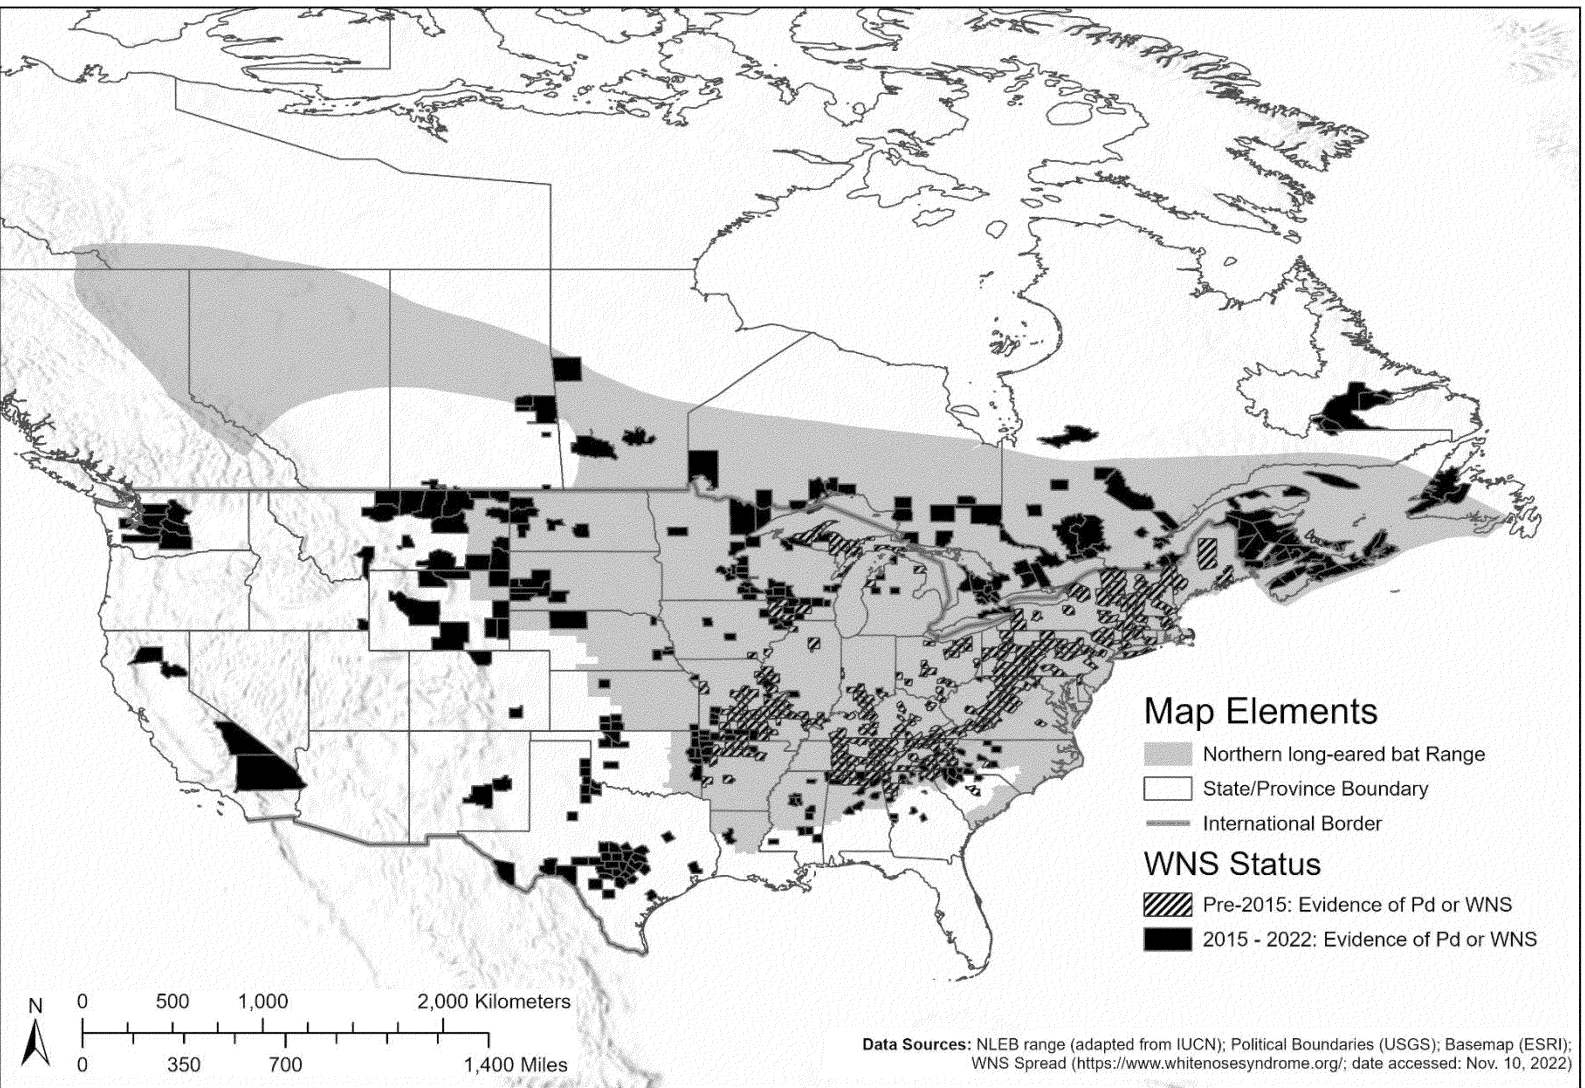 Map Elements
Northern long-eared bat Range
State/Province Boundary
International Border
WNS Status
Pre-2015: Evidence of Pd or WNS
2015 - 2022: Evidence of Pd or WNS
N
0 500 1,000 2,000 Kilometers
0 350 700 1,400 Miles
Data Sources: NLEB range (adapted from IUCN); Political Boundaries (USGS); Basemap (ESRI);
WNS Spread (https://www.whitenosesyndrome.org/; date accessed: Nov. 10, 2022)